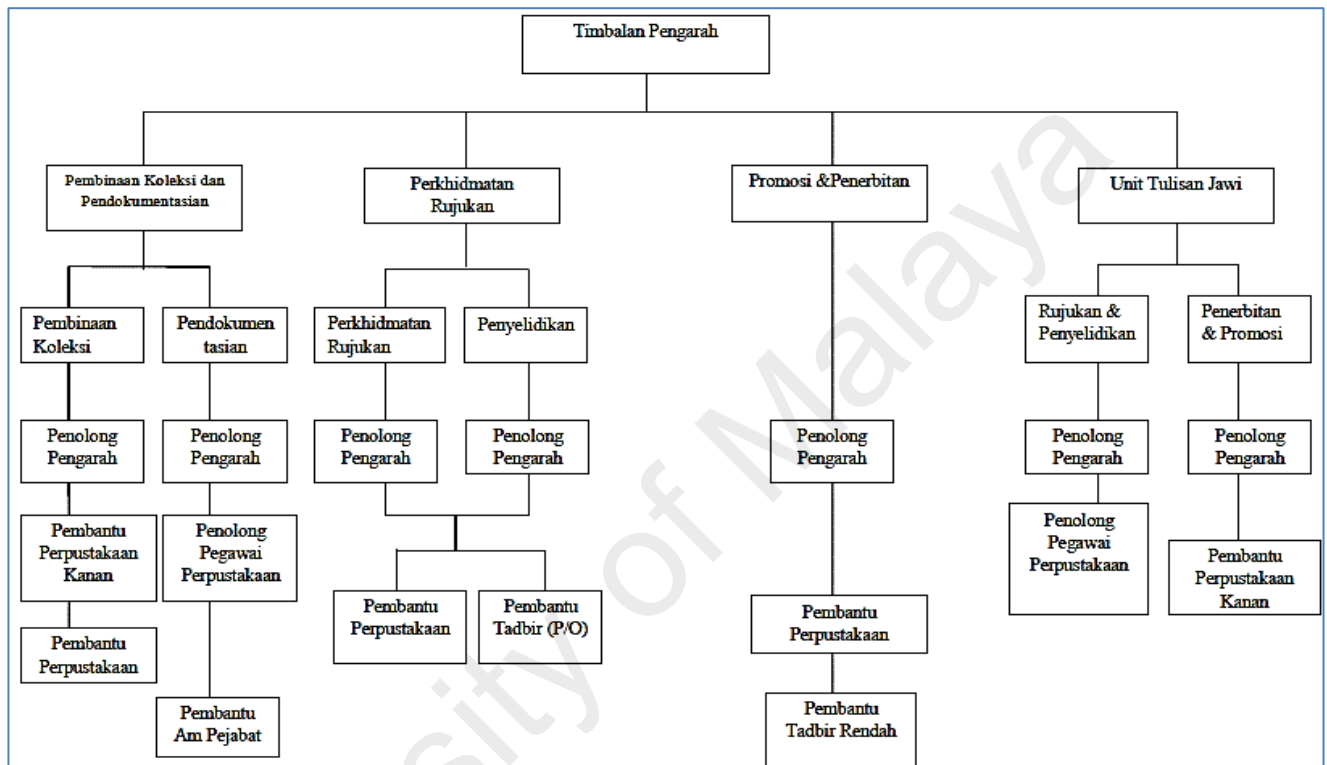 Timbalan Pengarah
Pembinaan Koleksi dan
Pendokumentasian
Perkhidmatan
Rujukan
Promosi &Penerbitan
Unit Tulisan Jawi
Pembinaan
Koleksi
Pendokumen
tasian
Perkhidmatan
Rujukan
Penyelidikan
Rujukan &
Penyelidikan
Penerbitan
& Promosi
Penolong
Pengarah
Penolong
Pengarah
Penolong
Pengarah
Penolong
Pengarah
Penolong
Pengarah
Penolong
Pengarah
Penolong
Pengarah
Pembantu
Perpustakaan
Kanan
Penolong
Pegawai
Perpustakaan
Penolong
Pegawai
Perpustakaan
Pembantu
Perpustakaan
Kanan
Pembantu
Perpustakaan
Pembantu
Tadbir (P/O)
Pembantu
Perpustakaan
Pembantu
Perpustakaan
Pembantu
Am Pejabat
Pembantu
Tadbir Rendah
sity of Malaya